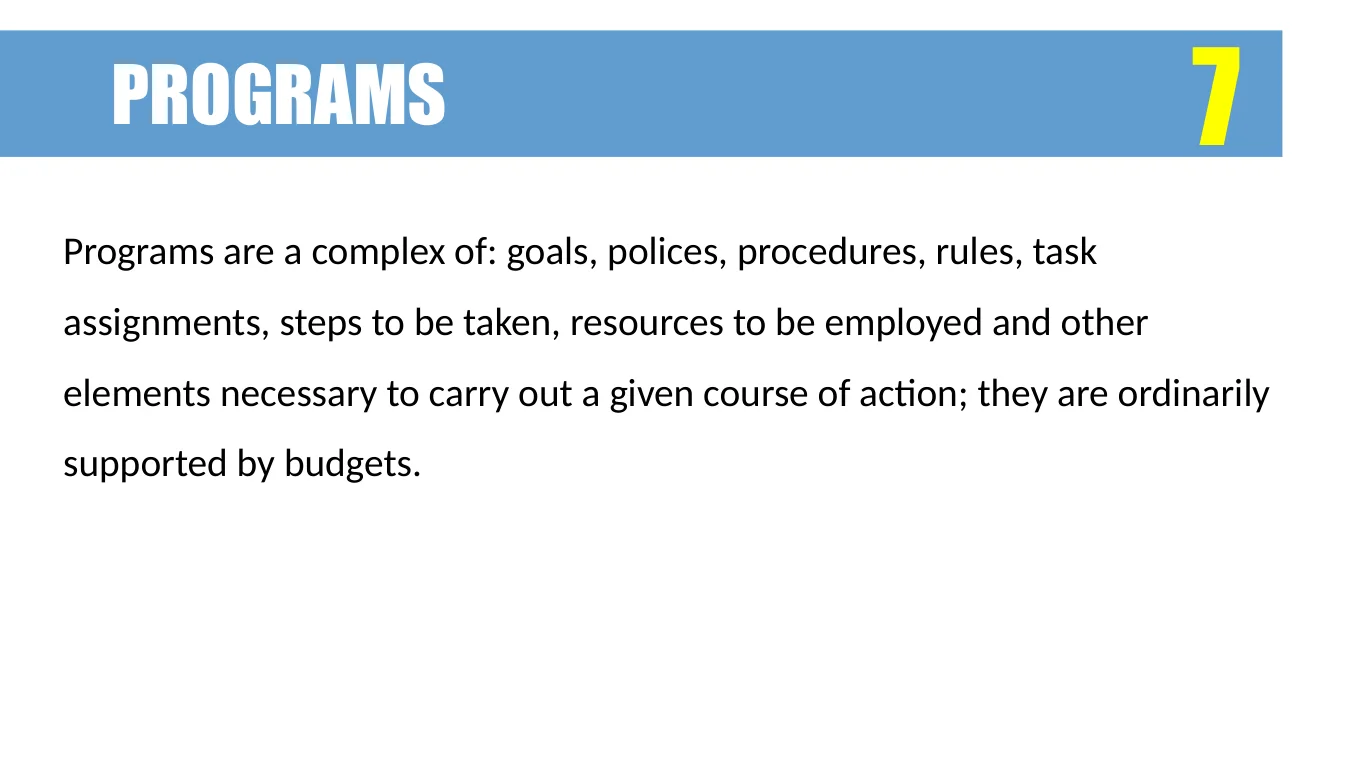 PROGRAMS
7
Programs are a complex of: goals, polices, procedures, rules, task
assignments, steps to be taken, resources to be employed and other
elements necessary to carry out a given course of action; they are ordinarily
supported by budgets.